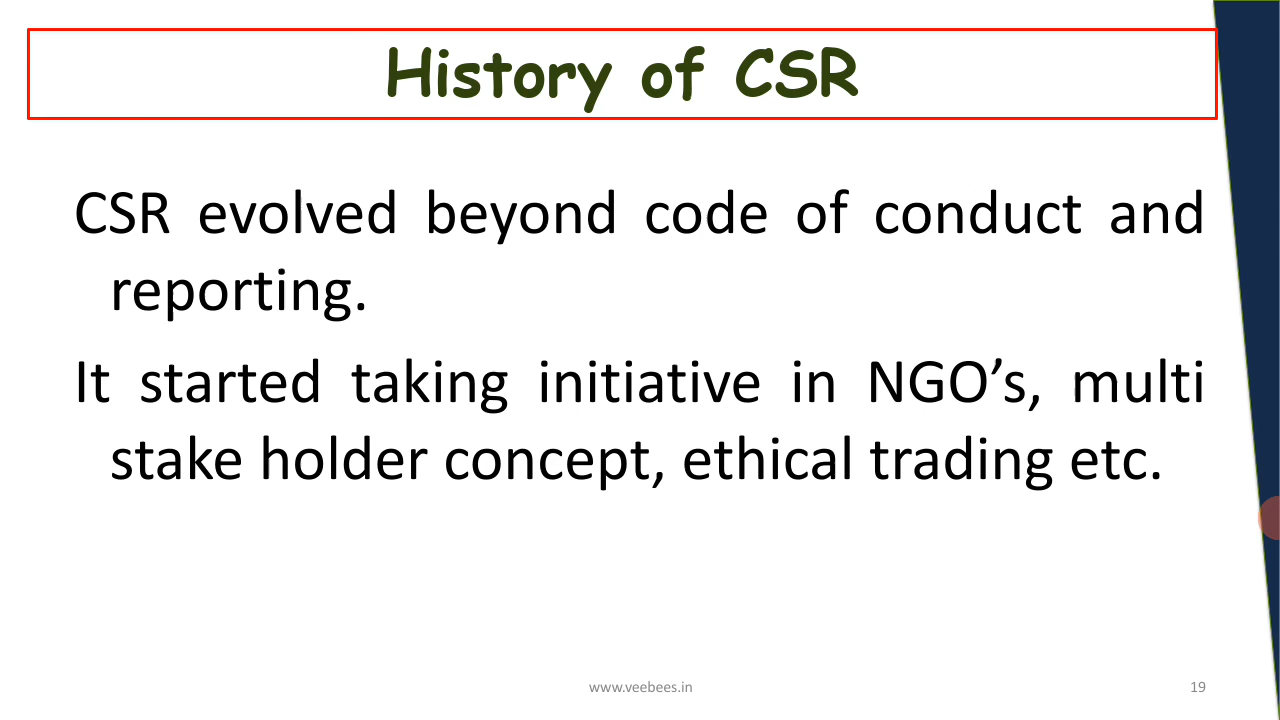 History of CSR
CSR evolved beyond code of conduct and
reporting.
It started taking initiative in NGO’s, multi
stake holder concept, ethical trading etc.
www.veebees.in
19